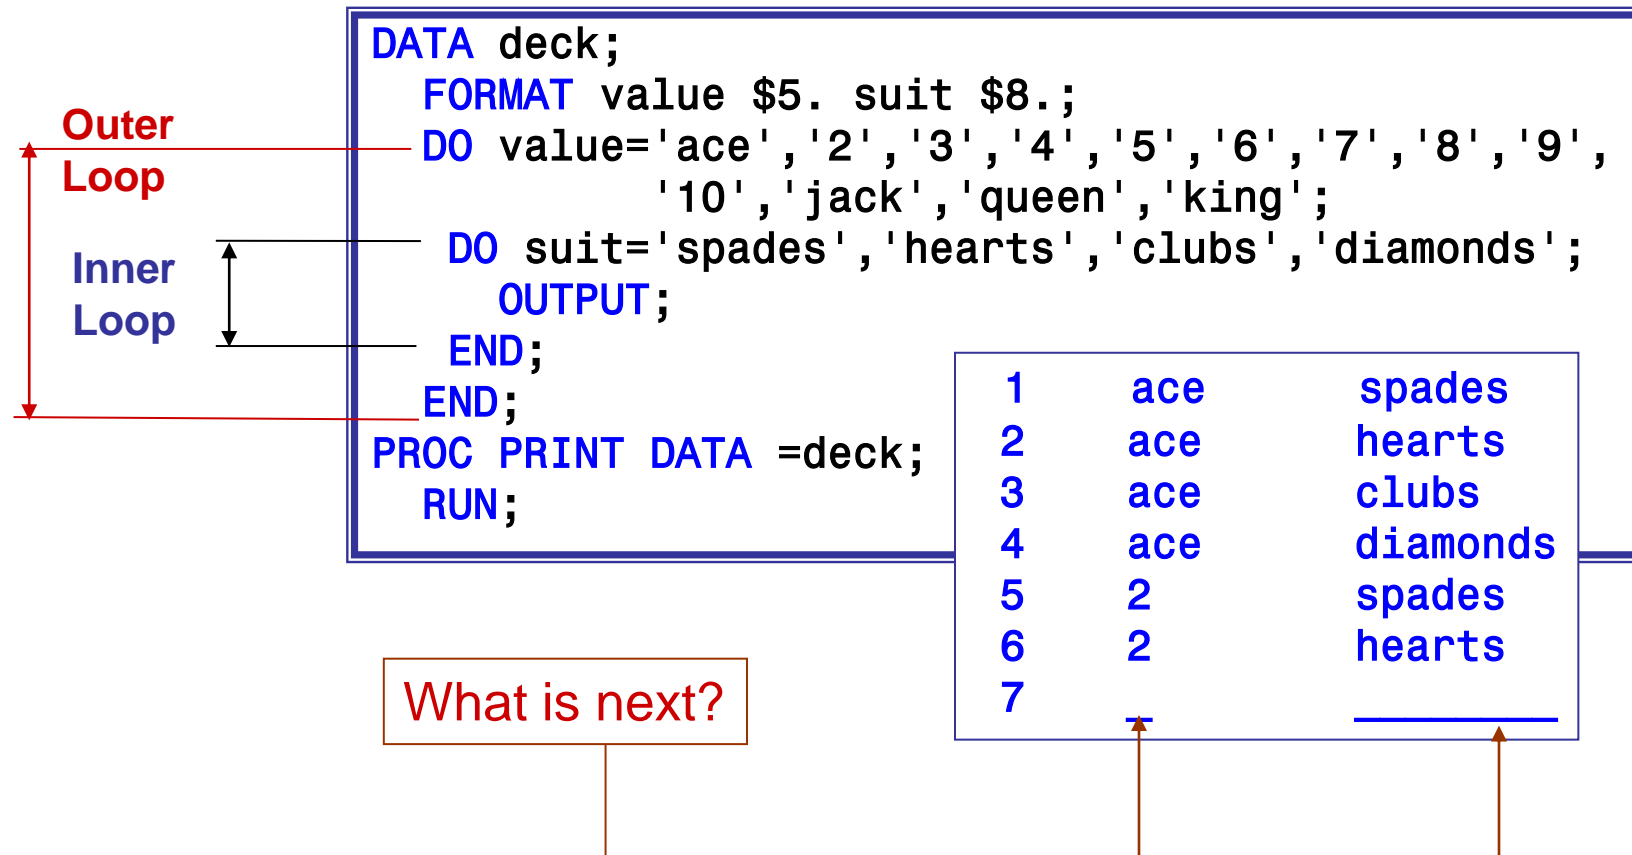 DATA deck;
FORMAT value $5. suit $8.;
DO value='ace','2','3','4','5','6','7','8','9',
'10','jack','queen','king';
DO suit='spades','hearts','clubs','diamonds';
OUTPUT;
END;
END;
PROC PRINT DATA =deck;
RUN;
Outer
Loop
Inner
Loop
1 ace spades
2 ace hearts
3 ace clubs
4 ace diamonds
5 2 spades
6 2 hearts
7 _ ________
What is next?